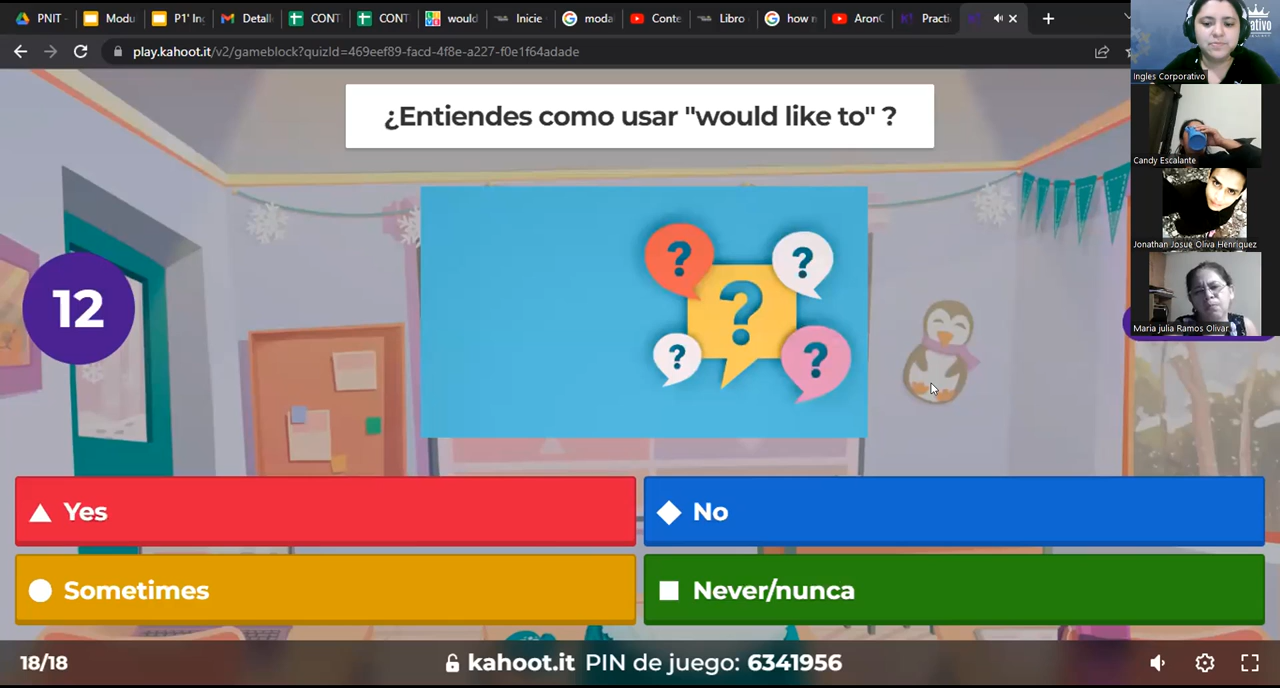 PNIT -
Modu
P1' In
Detall
CONT
CONT
would
Inicie
moda
Conte
Libro
how r
AronC
Practi
play.kahoot.it/v2/gameblock?quizId=469eef89-facd-4f8e-a227-f0e1f64adade
ativo
Ingles Corporativo
¿Entiendes como usar "would like to" ?
Candy Escalante
Jonathan Josue Oliva Henriquez
Maria julia Ramos Olivar
12
? ? ? ? ?
Yes
No
Sometimes
Never/nunca
18/18
kahoot.it PIN de juego: 6341956